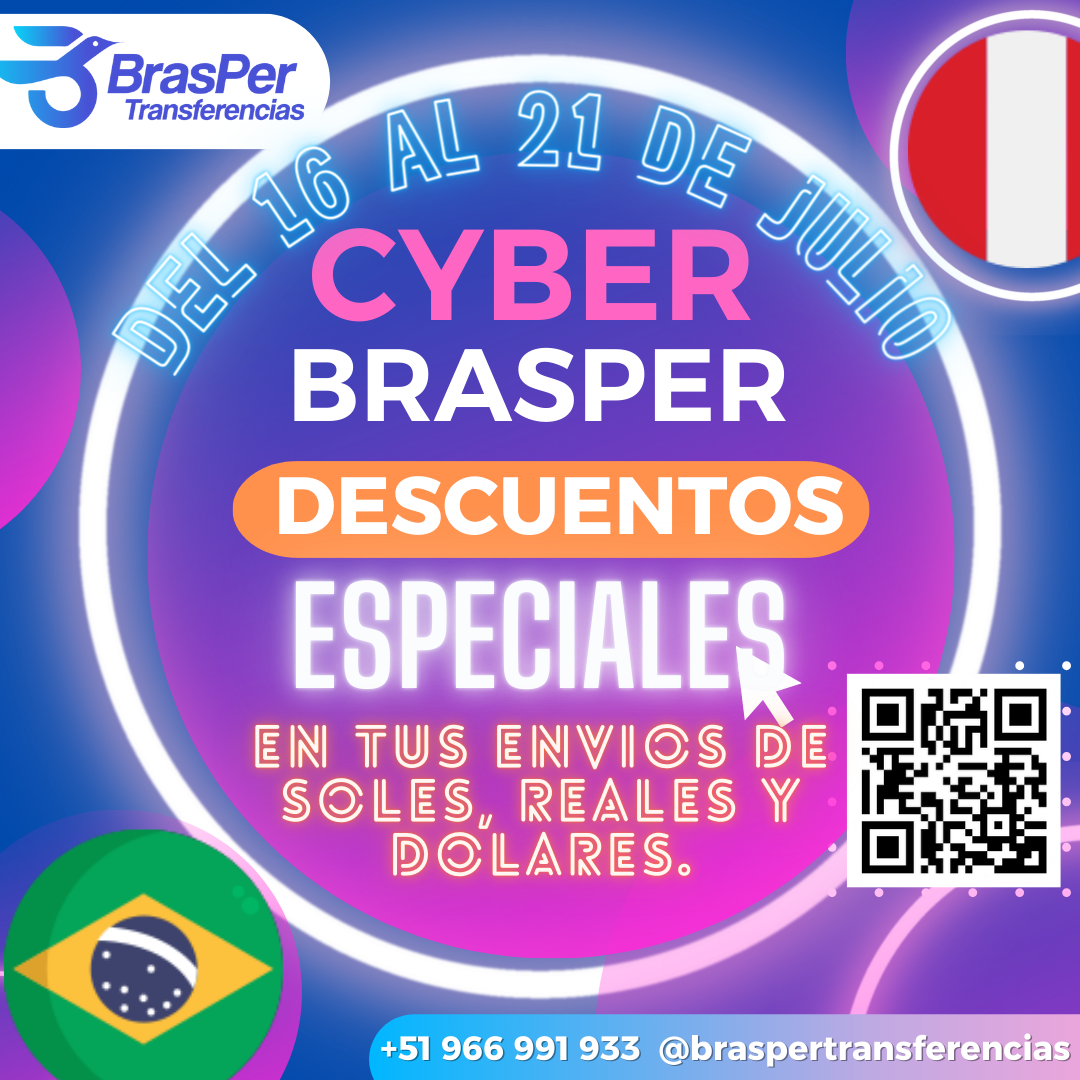 BrasPer
Transferencias
DEL 16 AL 21 DE JULIO
CYBER
BRASPER
DESCUENTOS
ESPECIALES
EN TUS ENVIOS DE
SOLES, REALES Y
DOLARES.
+51 966 991 933 @braspertransferencias